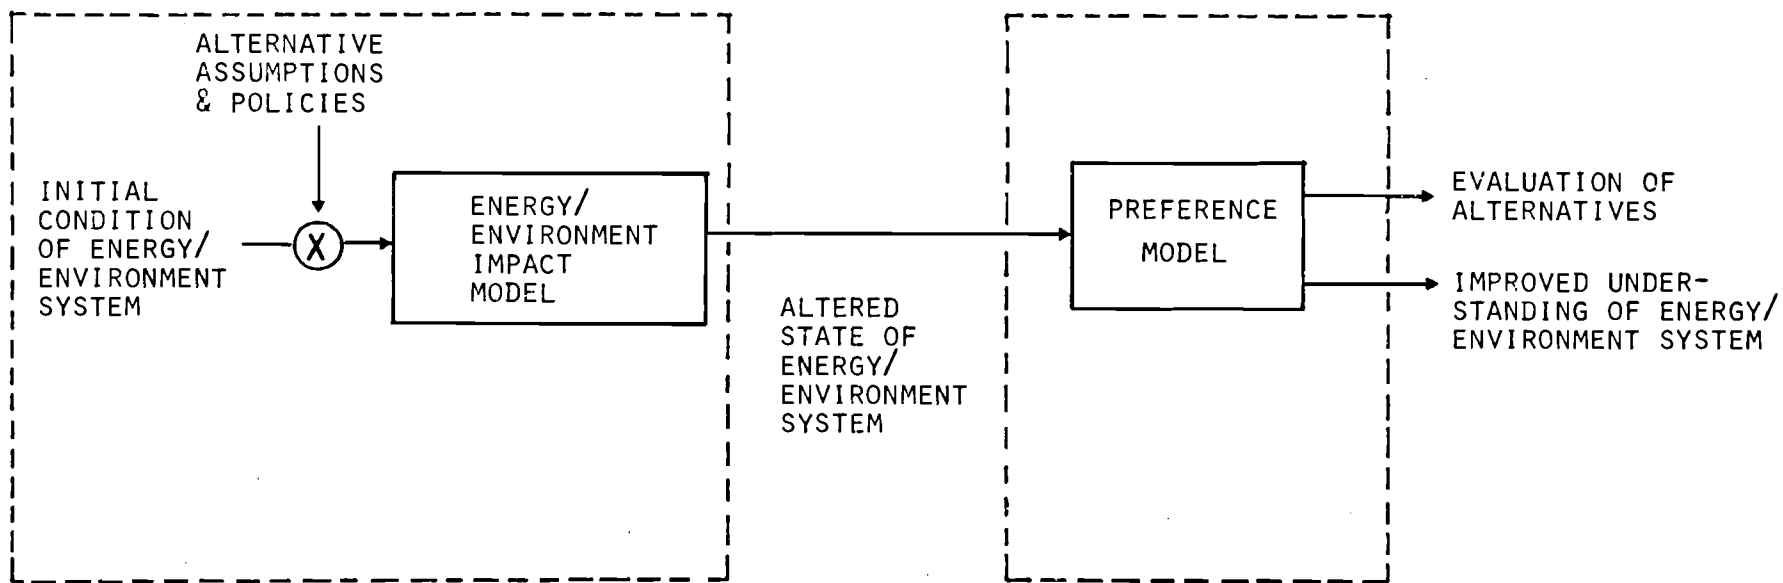 ALTERNATIVE
ASSUMPTIONS
& POLICIES
INITIAL
CONDITION
OF ENERGY/
ENVIRONMENT
SYSTEM
X
ENERGY/
ENVIRONMENT
IMPACT
MODEL
ALTERED
STATE OF
ENERGY/
ENVIRONMENT
SYSTEM
PREFERENCE
MODEL
EVALUATION OF
ALTERNATIVES
IMPROVED UNDER-
STANDING OF ENERGY/
ENVIRONMENT SYSTEM